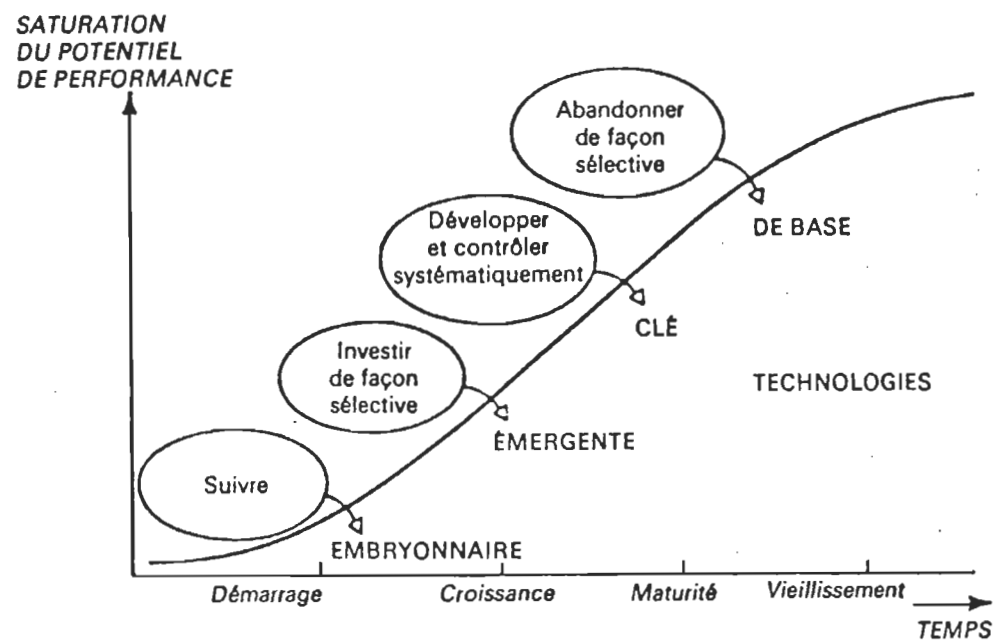 SATURATION
DU POTENTIEL
DE PERFORMANCE
Abandonner
de façon
sélective
DE BASE
Développer
et contrôler
systématiquement
CLÉ
Investir
de façon
sélective
TECHNOLOGIES
ÉMERGENTE
Suivre
EMBRYONNAIRE
Démarrage Croissance Maturité Vieillissement
TEMPS